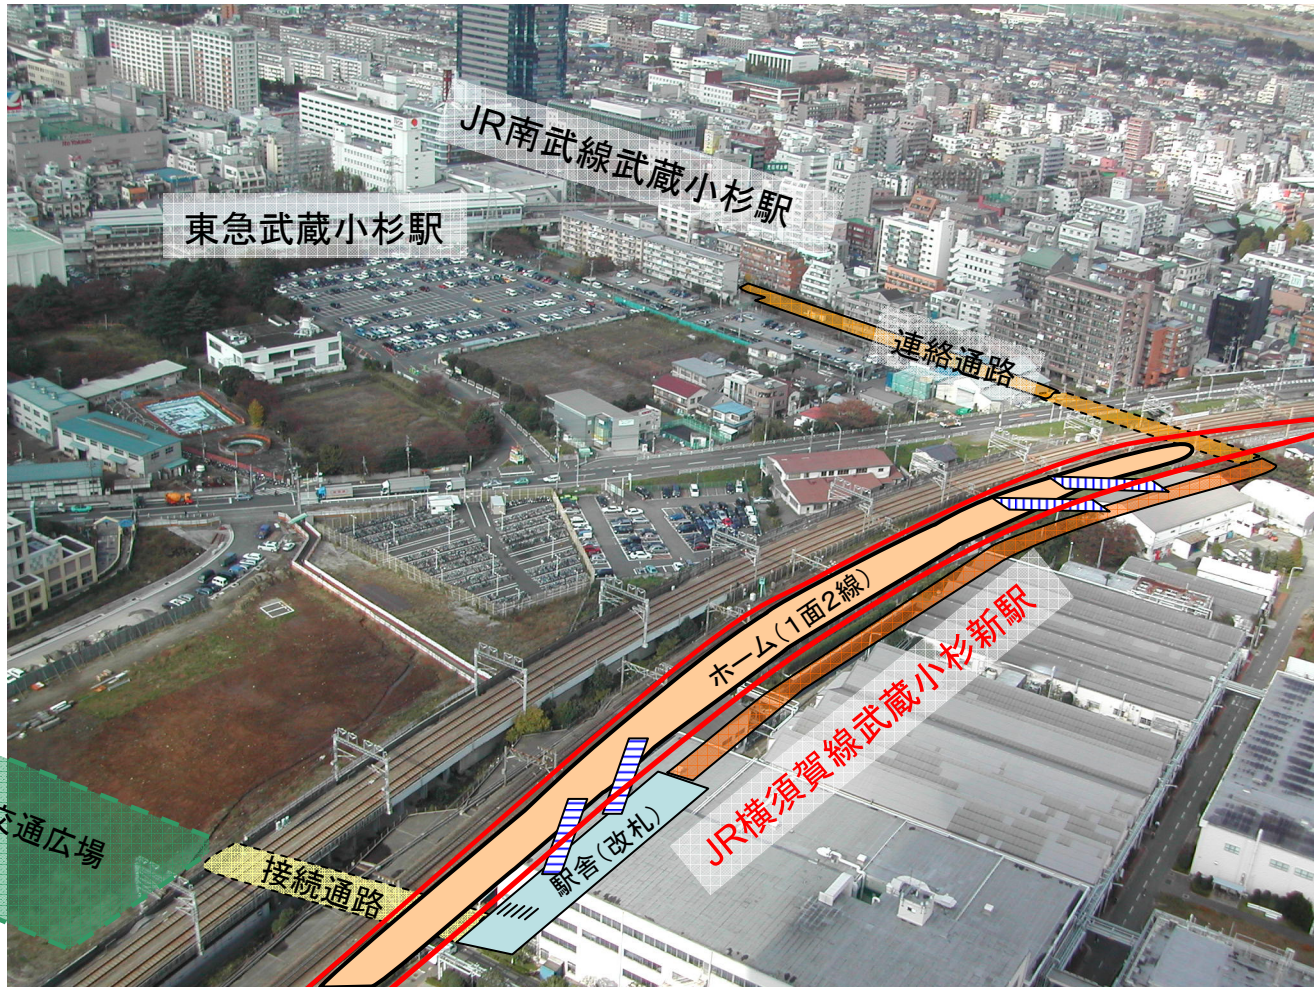 JR南武線武蔵小杉駅
東急武蔵小杉駅
連絡通路
ホーム(1面2線)
JR横須賀線武蔵小杉新駅
駅舎(改札)
交通広場
接続通路